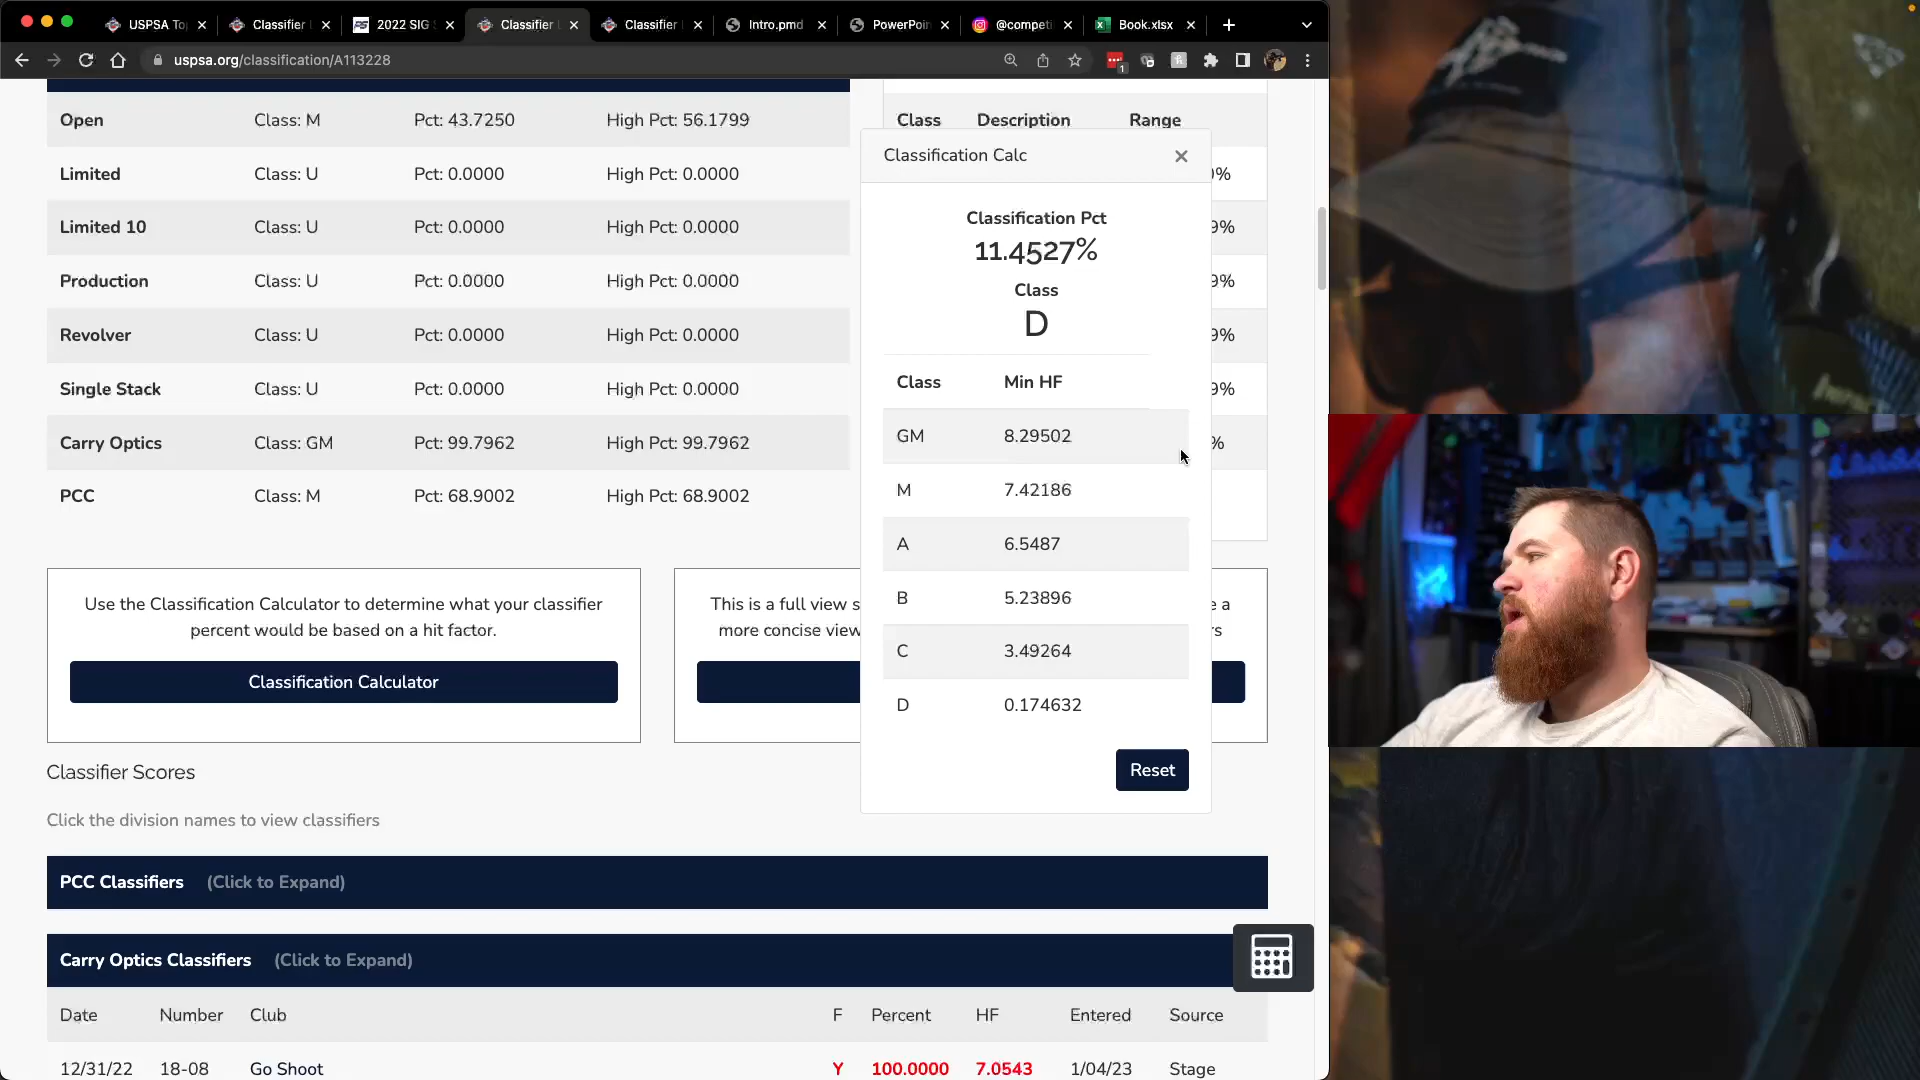 USPSA To
Classifier
2022 SIG
Classifier
Classifier
Intro.pmd
PowerPoin
@competi
Book.xlsx
uspsa.org/classification/A113228
1
Open Class: M Pct: 43.7250 High Pct: 56.1799
Limited Class: U Pct: 0.0000 High Pct: 0.0000
Limited 10 Class: U Pct: 0.0000 High Pct: 0.0000
Production Class: U Pct: 0.0000 High Pct: 0.0000
Revolver Class: U Pct: 0.0000 High Pct: 0.0000
Single Stack Class: U Pct: 0.0000 High Pct: 0.0000
Carry Optics Class: GM Pct: 99.7962 High Pct: 99.7962
PCC Class: M Pct: 68.9002 High Pct: 68.9002
Class Description Range
9%
9%
9%
9%
%
Classification Calc
Classification Pct
11.4527%
Class
D
Class Min HF
GM 8.29502
M 7.42186
A 6.5487
B 5.23896
C 3.49264
D 0.174632
Reset
Use the Classification Calculator to determine what your classifier
percent would be based on a hit factor.
Classification Calculator
This is a full view s
more concise view
e a
rs
Classifier Scores
Click the division names to view classifiers
PCC Classifiers (Click to Expand)
Carry Optics Classifiers (Click to Expand)
Date Number Club F Percent HF Entered Source
12/31/22 18-08 Go Shoot Y 100.0000 7.0543 1/04/23 Stage